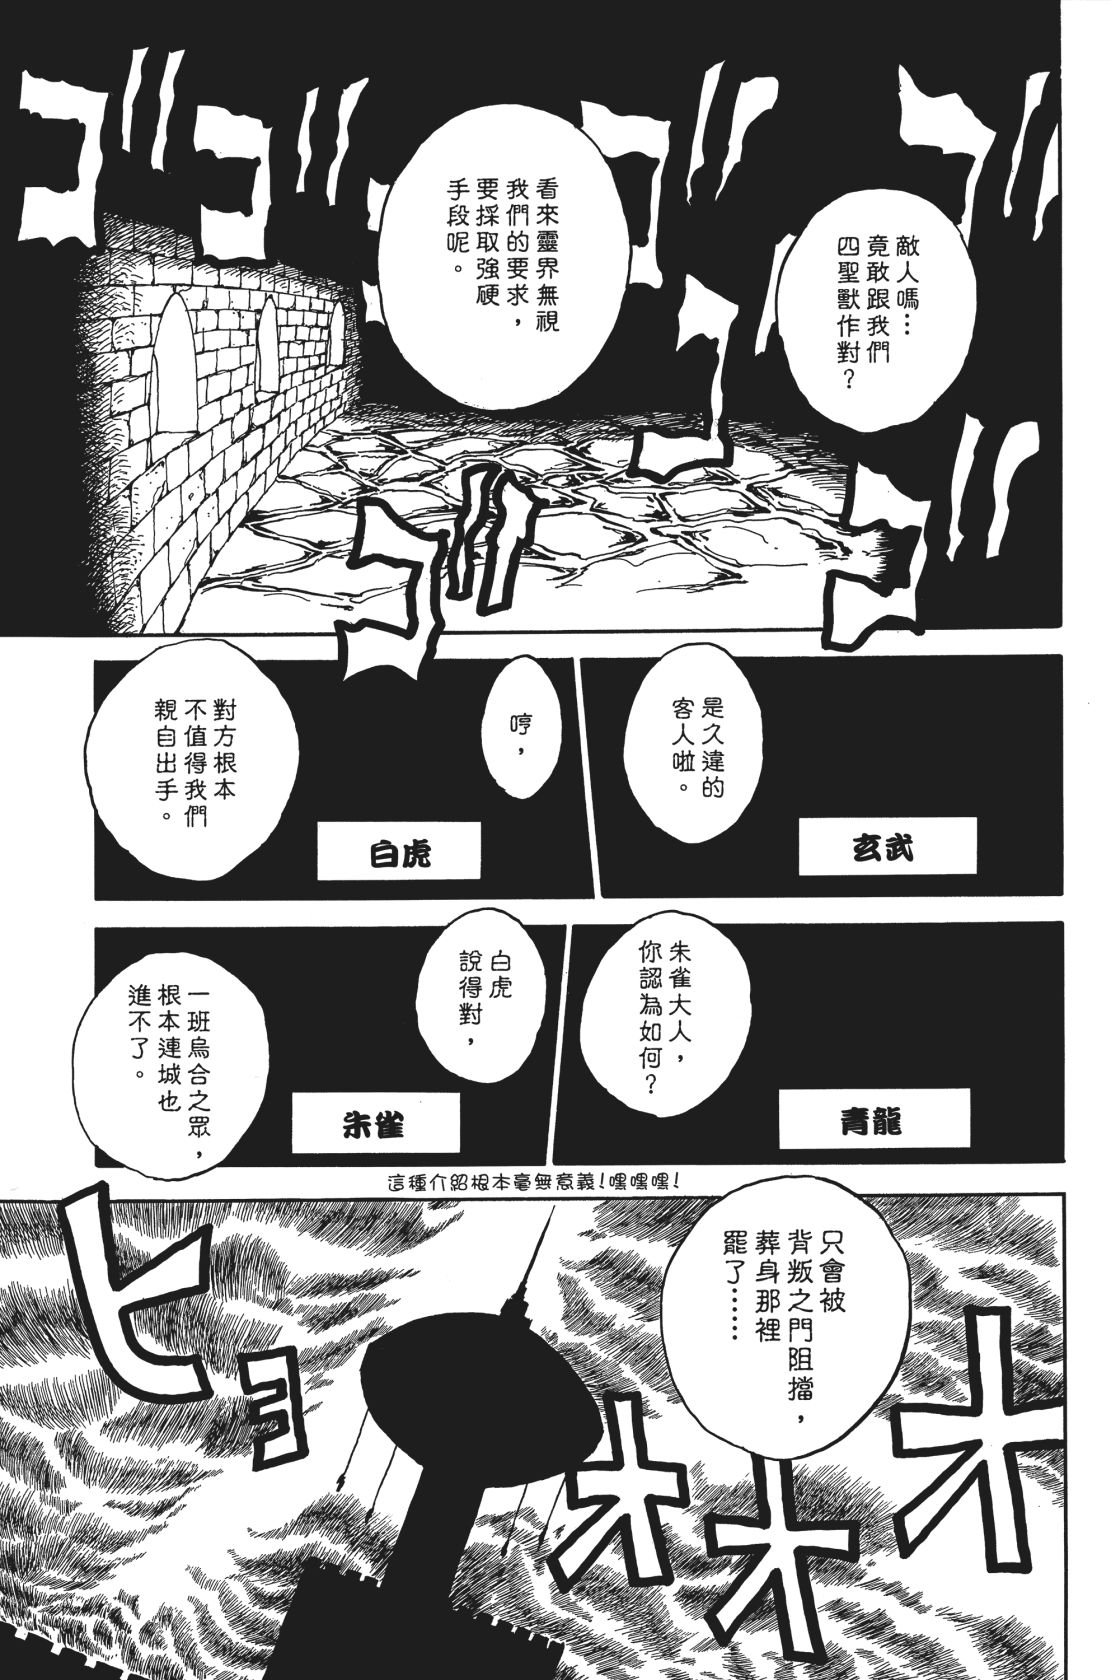 敵人嗎…
竟敢跟我們
四聖獸作對？
看來靈界無視
我們的要求，
要採取強硬
手段呢。
ゴゴゴゴゴゴゴ
是久違的
客人啦。
玄武
哼，
對方根本
不值得我們
親自出手。
白虎
朱雀大人，
你認為如何？
青龍
白虎
說得對，
一班烏合之眾，
根本連城也
進不了。
朱雀
這種介紹根本毫無意義！嘿嘿嘿！
只會被
背叛之門阻擋，
葬身那裡
罷了……
ヒョオオオ